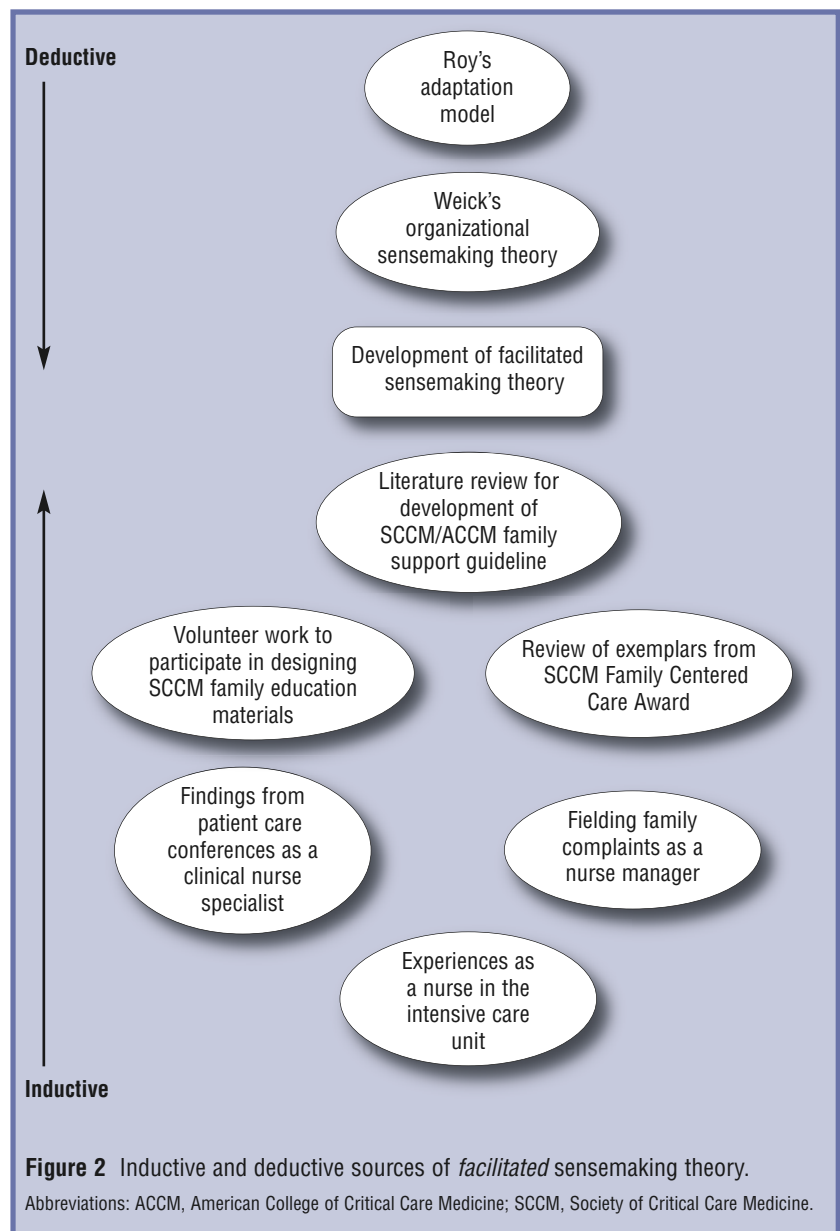 Deductive
Roy’s
adaptation
model
Weick’s
organizational
sensemaking theory
Development of facilitated
sensemaking theory
Literature review for
development of
SCCM/ACCM family
support guideline
Volunteer work to
participate in designing
SCCM family education
materials
Review of exemplars from
SCCM Family Centered
Care Award
Findings from
patient care
conferences as a
clinical nurse
specialist
Fielding family
complaints as a
nurse manager
Experiences as
a nurse in the
intensive care
unit
Inductive
Figure 2 Inductive and deductive sources of facilitated sensemaking theory.
Abbreviations: ACCM, American College of Critical Care Medicine; SCCM, Society of Critical Care Medicine.